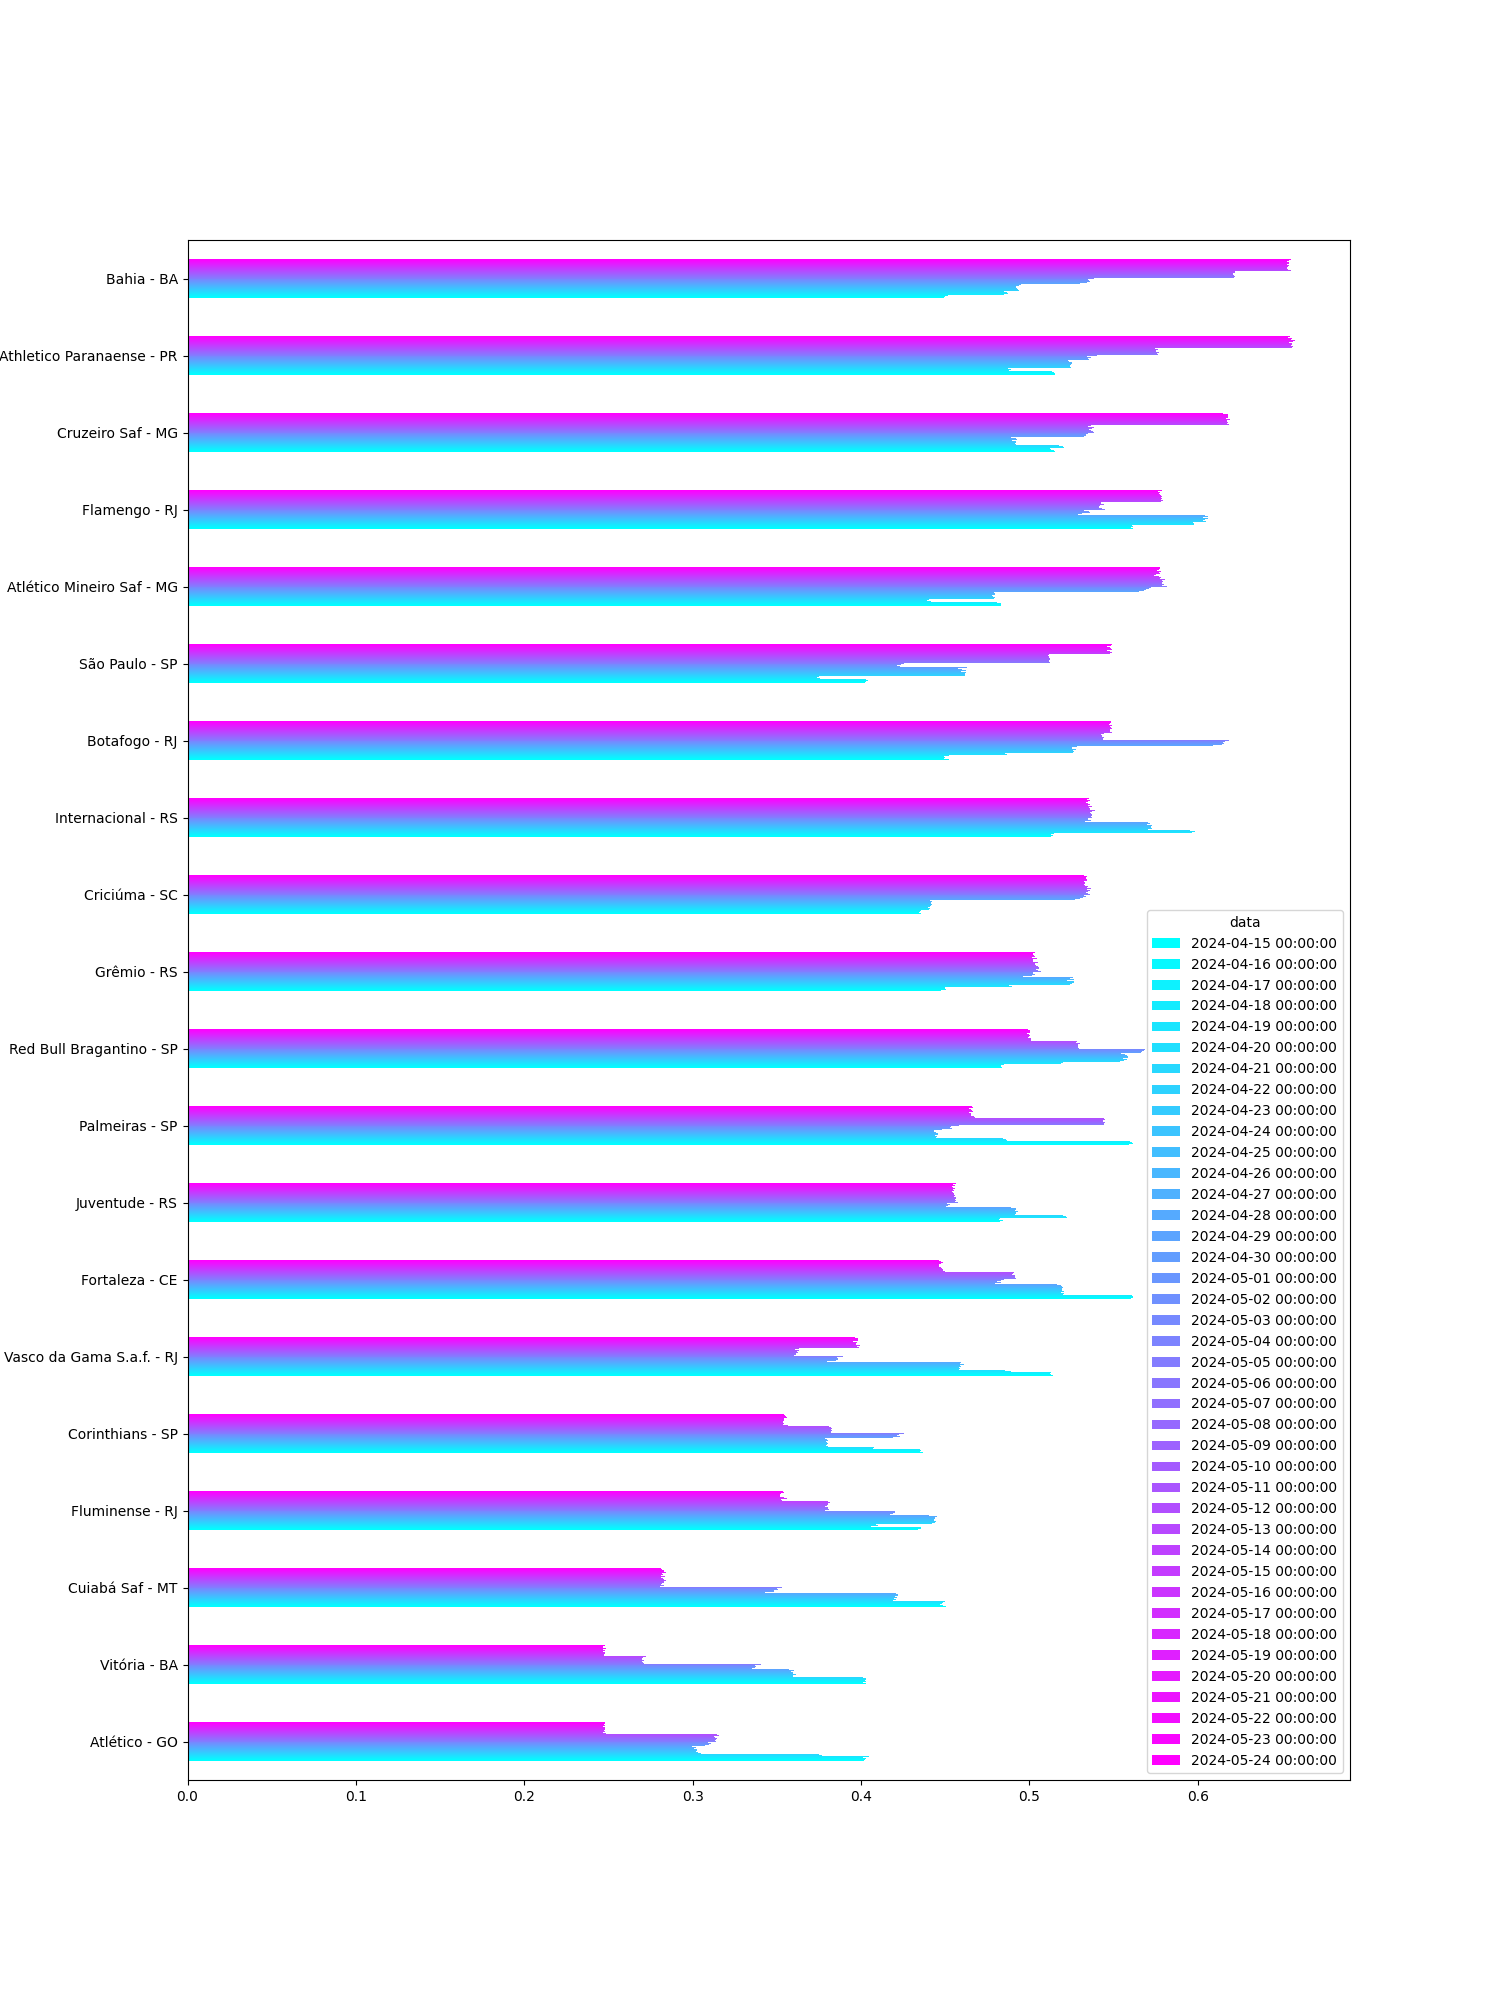 Bahia - BA
Athletico Paranaense - PR
Cruzeiro Saf - MG
Flamengo - RJ
Atlético Mineiro Saf - MG
São Paulo - SP
Botafogo - RJ
Internacional - RS
Criciúma - SC
Grêmio - RS
Red Bull Bragantino - SP
Palmeiras - SP
Juventude - RS
Fortaleza - CE
Vasco da Gama S.a.f. - RJ
Corinthians - SP
Fluminense - RJ
Cuiabá Saf - MT
Vitória - BA
Atlético - GO
data
2024-04-15 00:00:00
2024-04-16 00:00:00
2024-04-17 00:00:00
2024-04-18 00:00:00
2024-04-19 00:00:00
2024-04-20 00:00:00
2024-04-21 00:00:00
2024-04-22 00:00:00
2024-04-23 00:00:00
2024-04-24 00:00:00
2024-04-25 00:00:00
2024-04-26 00:00:00
2024-04-27 00:00:00
2024-04-28 00:00:00
2024-04-29 00:00:00
2024-04-30 00:00:00
2024-05-01 00:00:00
2024-05-02 00:00:00
2024-05-03 00:00:00
2024-05-04 00:00:00
2024-05-05 00:00:00
2024-05-06 00:00:00
2024-05-07 00:00:00
2024-05-08 00:00:00
2024-05-09 00:00:00
2024-05-10 00:00:00
2024-05-11 00:00:00
2024-05-12 00:00:00
2024-05-13 00:00:00
2024-05-14 00:00:00
2024-05-15 00:00:00
2024-05-16 00:00:00
2024-05-17 00:00:00
2024-05-18 00:00:00
2024-05-19 00:00:00
2024-05-20 00:00:00
2024-05-21 00:00:00
2024-05-22 00:00:00
2024-05-23 00:00:00
2024-05-24 00:00:00
0.0 0.1 0.2 0.3 0.4 0.5 0.6